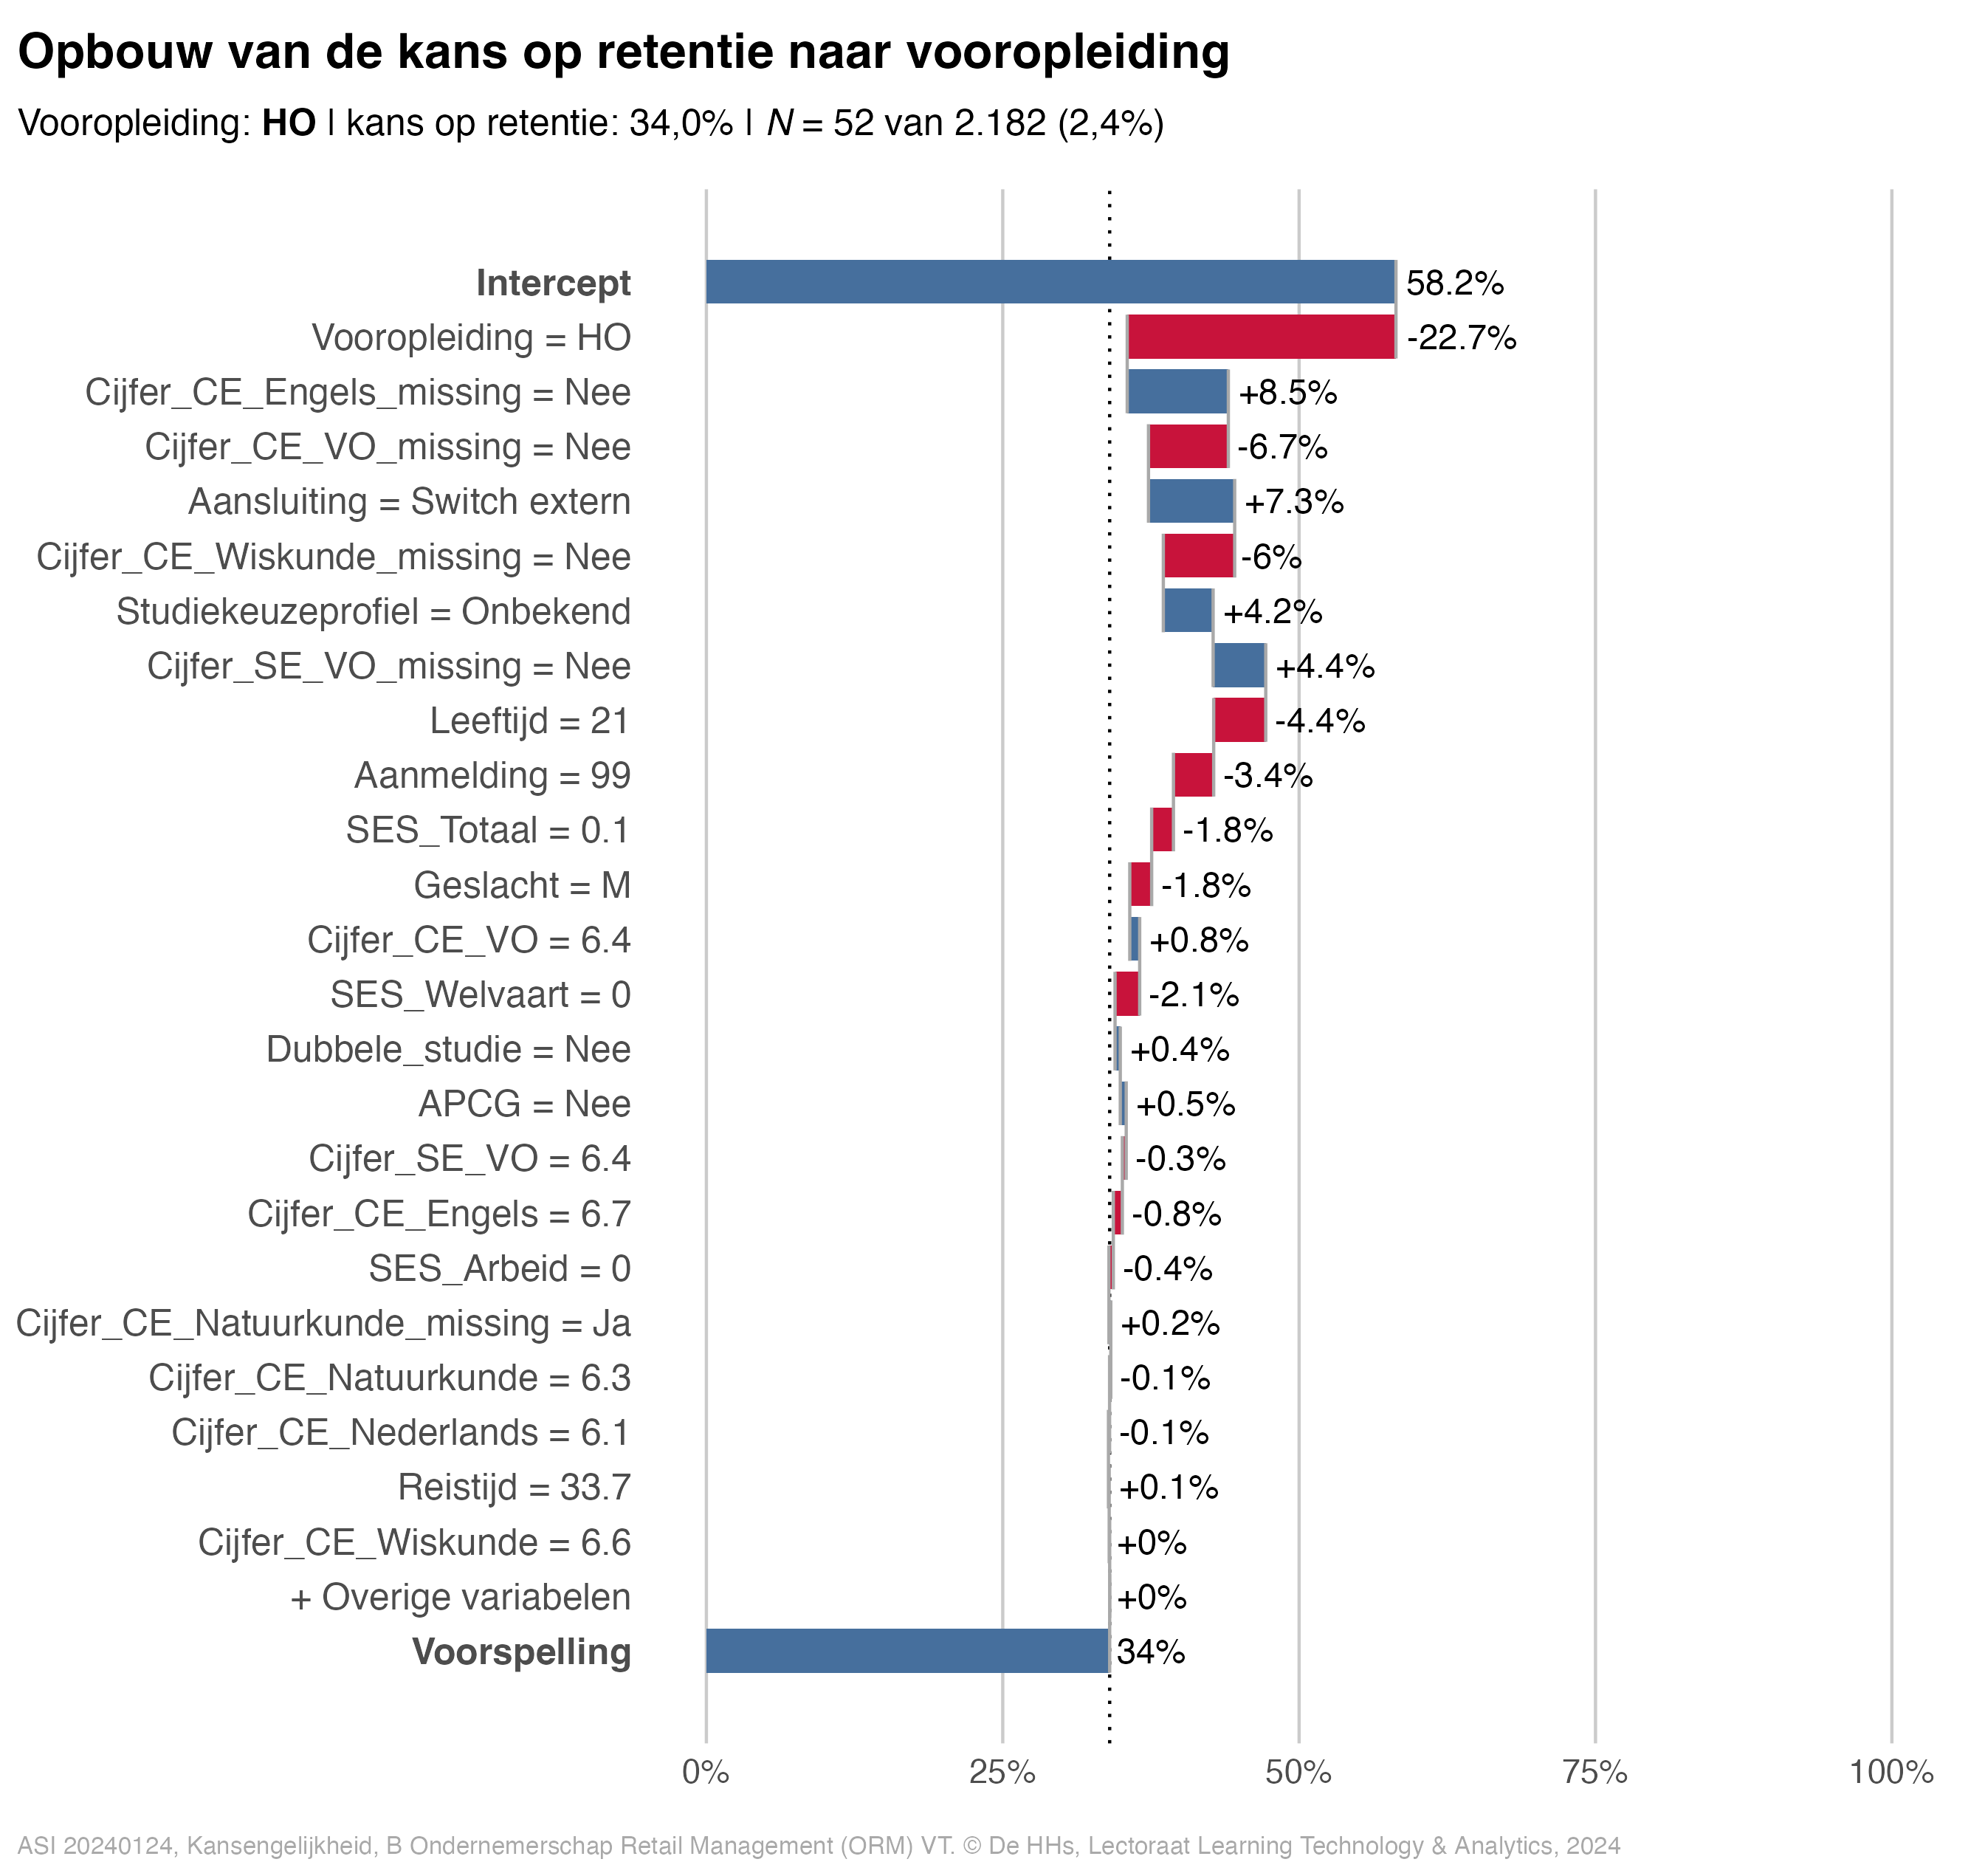 Opbouw van de kans op retentie naar vooropleiding
Vooropleiding: HO | kans op retentie: 34,0% | N = 52 van 2.182 (2,4%)
Intercept 58.2%
Vooropleiding = HO -22.7%
Cijfer_CE_Engels_missing = Nee +8.5%
Cijfer_CE_VO_missing = Nee -6.7%
Aansluiting = Switch extern +7.3%
Cijfer_CE_Wiskunde_missing = Nee -6%
Studiekeuzeprofiel = Onbekend +4.2%
Cijfer_SE_VO_missing = Nee +4.4%
Leeftijd = 21 -4.4%
Aanmelding = 99 -3.4%
SES_Totaal = 0.1 -1.8%
Geslacht = M -1.8%
Cijfer_CE_VO = 6.4 +0.8%
SES_Welvaart = 0 -2.1%
Dubbele_studie = Nee +0.4%
APCG = Nee +0.5%
Cijfer_SE_VO = 6.4 -0.3%
Cijfer_CE_Engels = 6.7 -0.8%
SES_Arbeid = 0 -0.4%
Cijfer_CE_Natuurkunde_missing = Ja +0.2%
Cijfer_CE_Natuurkunde = 6.3 -0.1%
Cijfer_CE_Nederlands = 6.1 -0.1%
Reistijd = 33.7 +0.1%
Cijfer_CE_Wiskunde = 6.6 +0%
+ Overige variabelen +0%
Voorspelling 34%
0% 25% 50% 75% 100%
ASI 20240124, Kansengelijkheid, B Ondernemerschap Retail Management (ORM) VT. © De HHs, Lectoraat Learning Technology & Analytics, 2024